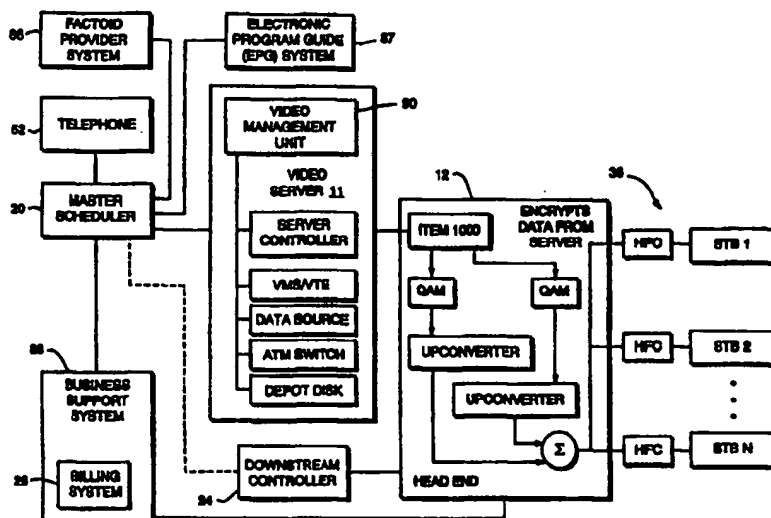 86
FACTOID
PROVIDER
SYSTEM
ELECTRONIC
PROGRAM GUIDE
(EPG) SYSTEM
87
52
TELEPHONE
20
MASTER
SCHEDULER
90
VIDEO
MANAGEMENT
UNIT
VIDEO
SERVER 11
SERVER
CONTROLLER
VMS/VTE
DATA SOURCE
ATM SWITCH
DEPOT DISK
12
ENCRYPTS
DATA FROM
SERVER
ITEM 1000
QAM
QAM
UPCONVERTER
UPCONVERTER
Σ
HEAD END
36
HFC
STB 1
HFC
STB 2
HFC
STB N
BUSINESS
SUPPORT
SYSTEM
BILLING
SYSTEM
DOWNSTREAM
CONTROLLER
24